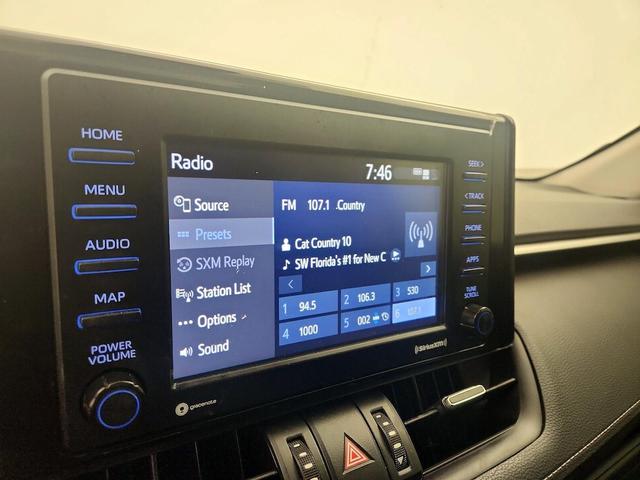 HOME
MENU
AUDIO
MAP
POWER
VOLUME
Radio
7:46
Source
Presets
SXM Replay
Station List
Options
Sound
FM 107.1 .Country
Cat Country 10
SW Florida's #1 for New C
1 94.5 2 106.3 3 530
4 1000 5 002 6 107.1
SEEK >
< TRACK
PHONE
APPS
TUNE
SCROLL
gracenote
SiriusXM